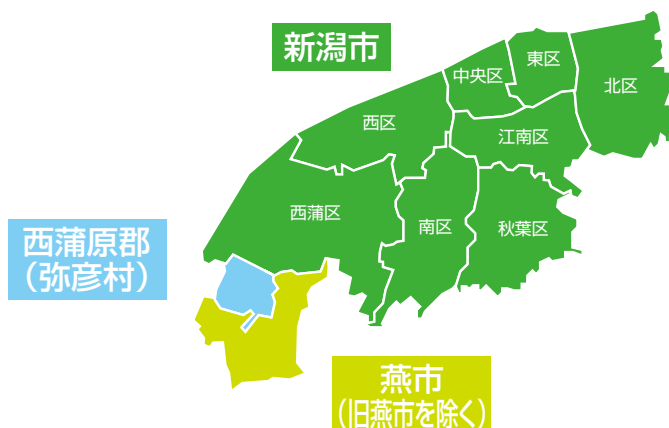 新潟市
東区
中央区
北区
西区
江南区
西蒲区
南区
秋葉区
西蒲原郡
（弥彦村）
燕市
（旧燕市を除く）